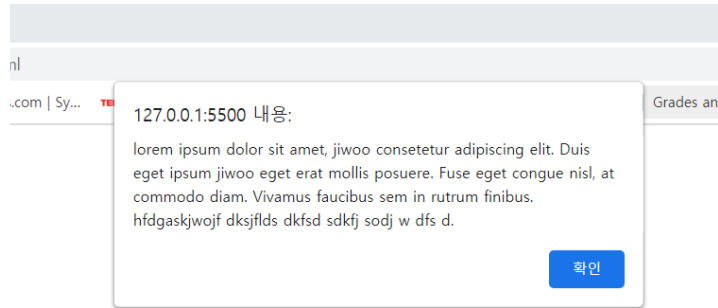 nl
s.com | Sy...
TE
Grades an
127.0.0.1:5500 내용:
lorem ipsum dolor sit amet, jiwoo consetetur adipiscing elit. Duis
eget ipsum jiwoo eget erat mollis posuere. Fuse eget congue nisl, at
commodo diam. Vivamus faucibus sem in rutrum finibus.
hfdgaskjwojf dksjflds dkfsd sdkfj sodj w dfs d.
확인